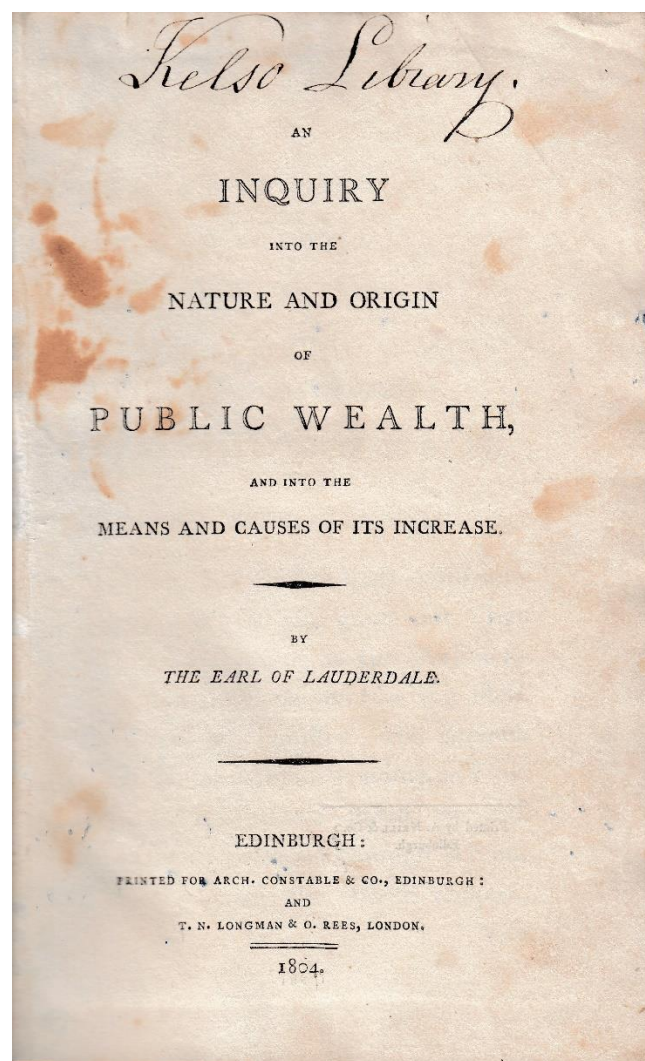 Kelso Library.
AN
INQUIRY
INTO THE
NATURE AND ORIGIN
OF
PUBLIC WEALTH,
AND INTO THE
MEANS AND CAUSES OF ITS INCREASE.
BY
THE EARL OF LAUDERDALE.
EDINBURGH:
PRINTED FOR ARCH. CONSTABLE & CO., EDINBURGH:
AND
T. N. LONGMAN & O. REES, LONDON.
1804.